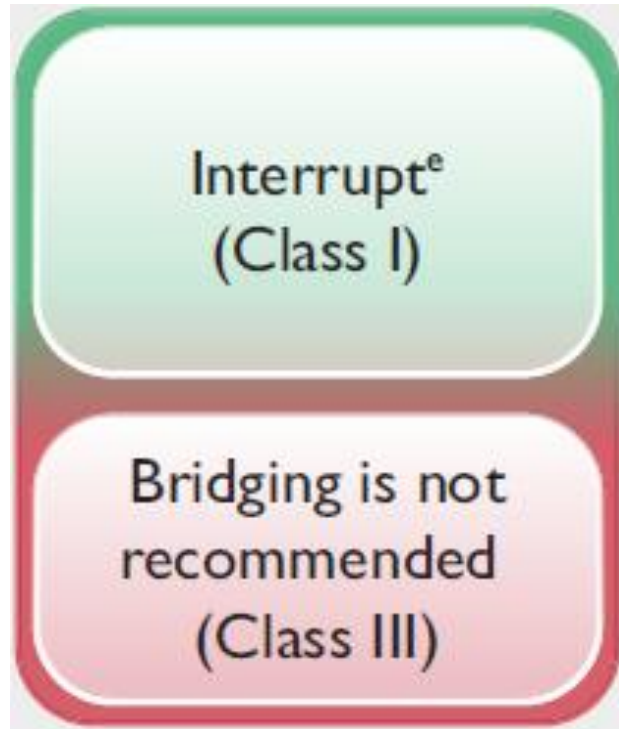 Interruptᵉ
(Class I)
Bridging is not
recommended
(Class III)